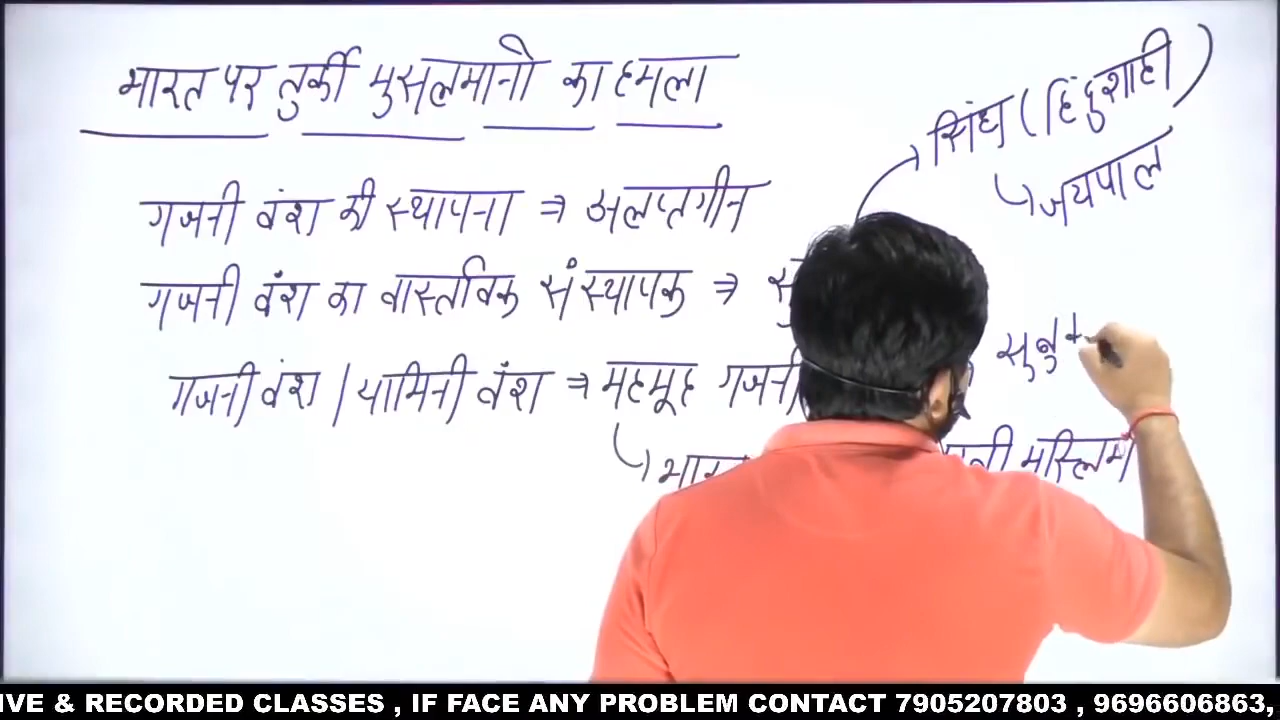 भारत पर तुर्की मुसलमानो का हमला
सिंध (हिंदुशाही)
↳ जयपाल
गजनी वंश की स्थापना ⇒ अलप्तगीन
गजनी वंश का वास्तविक संस्थापक ⇒
गजनी वंश / यामिनी वंश ⇒ महमूद गजनी
मुस्लिम
IVE & RECORDED CLASSES , IF FACE ANY PROBLEM CONTACT 7905207803 , 9696606863,